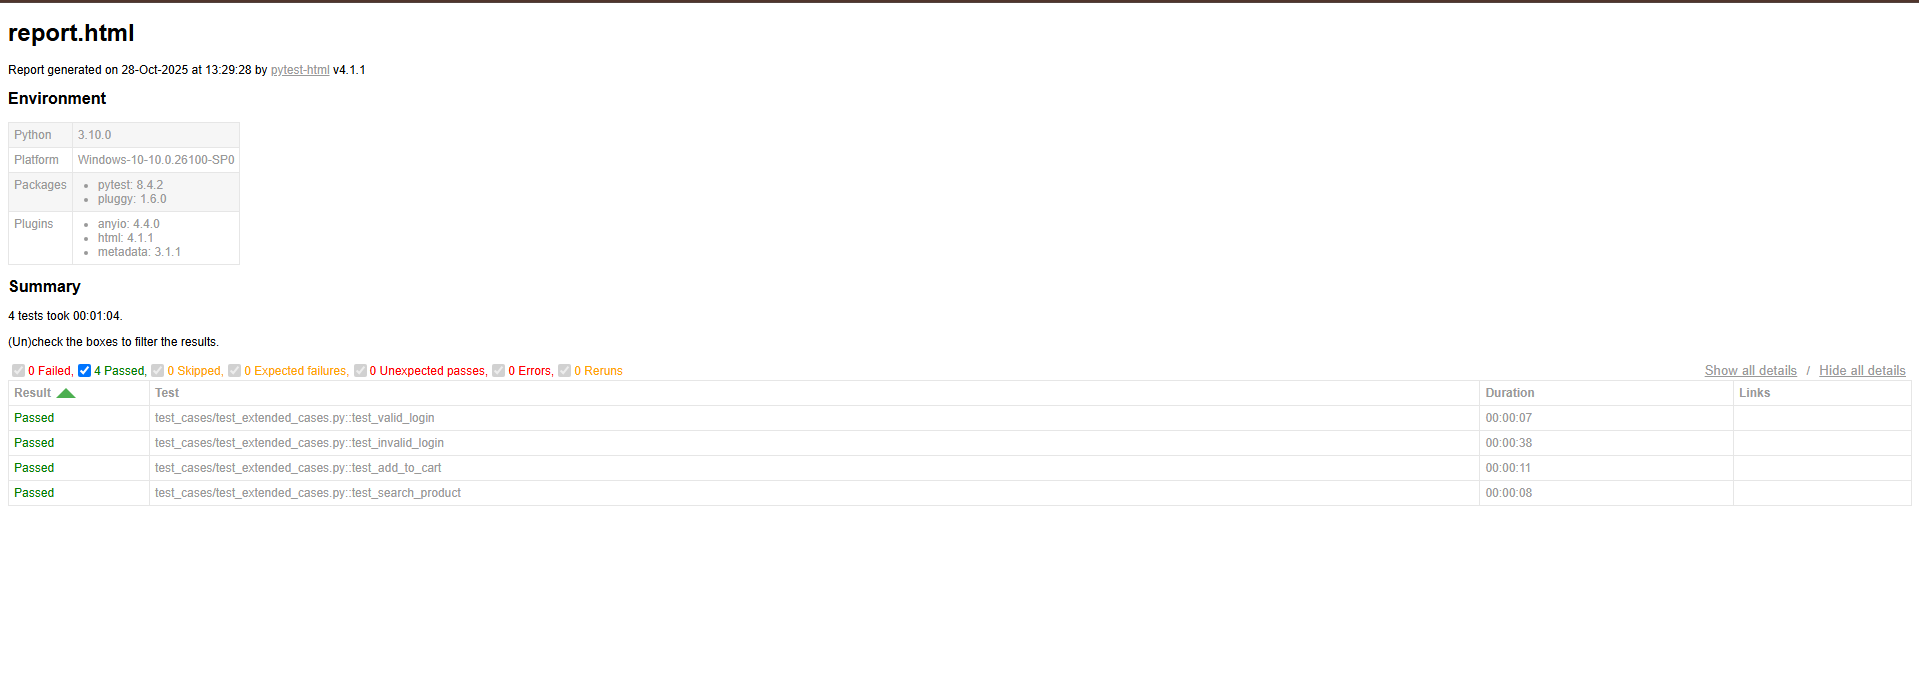 report.html
Report generated on 28-Oct-2025 at 13:29:28 by pytest-html v4.1.1
Environment
Python 3.10.0
Platform Windows-10-10.0.26100-SP0
Packages
• pytest: 8.4.2
• pluggy: 1.6.0
Plugins
• anyio: 4.4.0
• html: 4.1.1
• metadata: 3.1.1
Summary
4 tests took 00:01:04.
(Un)check the boxes to filter the results.
0 Failed, 4 Passed, 0 Skipped, 0 Expected failures, 0 Unexpected passes, 0 Errors, 0 Reruns Show all details / Hide all details
Result Test Duration Links
Passed test_cases/test_extended_cases.py::test_valid_login 00:00:07
Passed test_cases/test_extended_cases.py::test_invalid_login 00:00:38
Passed test_cases/test_extended_cases.py::test_add_to_cart 00:00:11
Passed test_cases/test_extended_cases.py::test_search_product 00:00:08